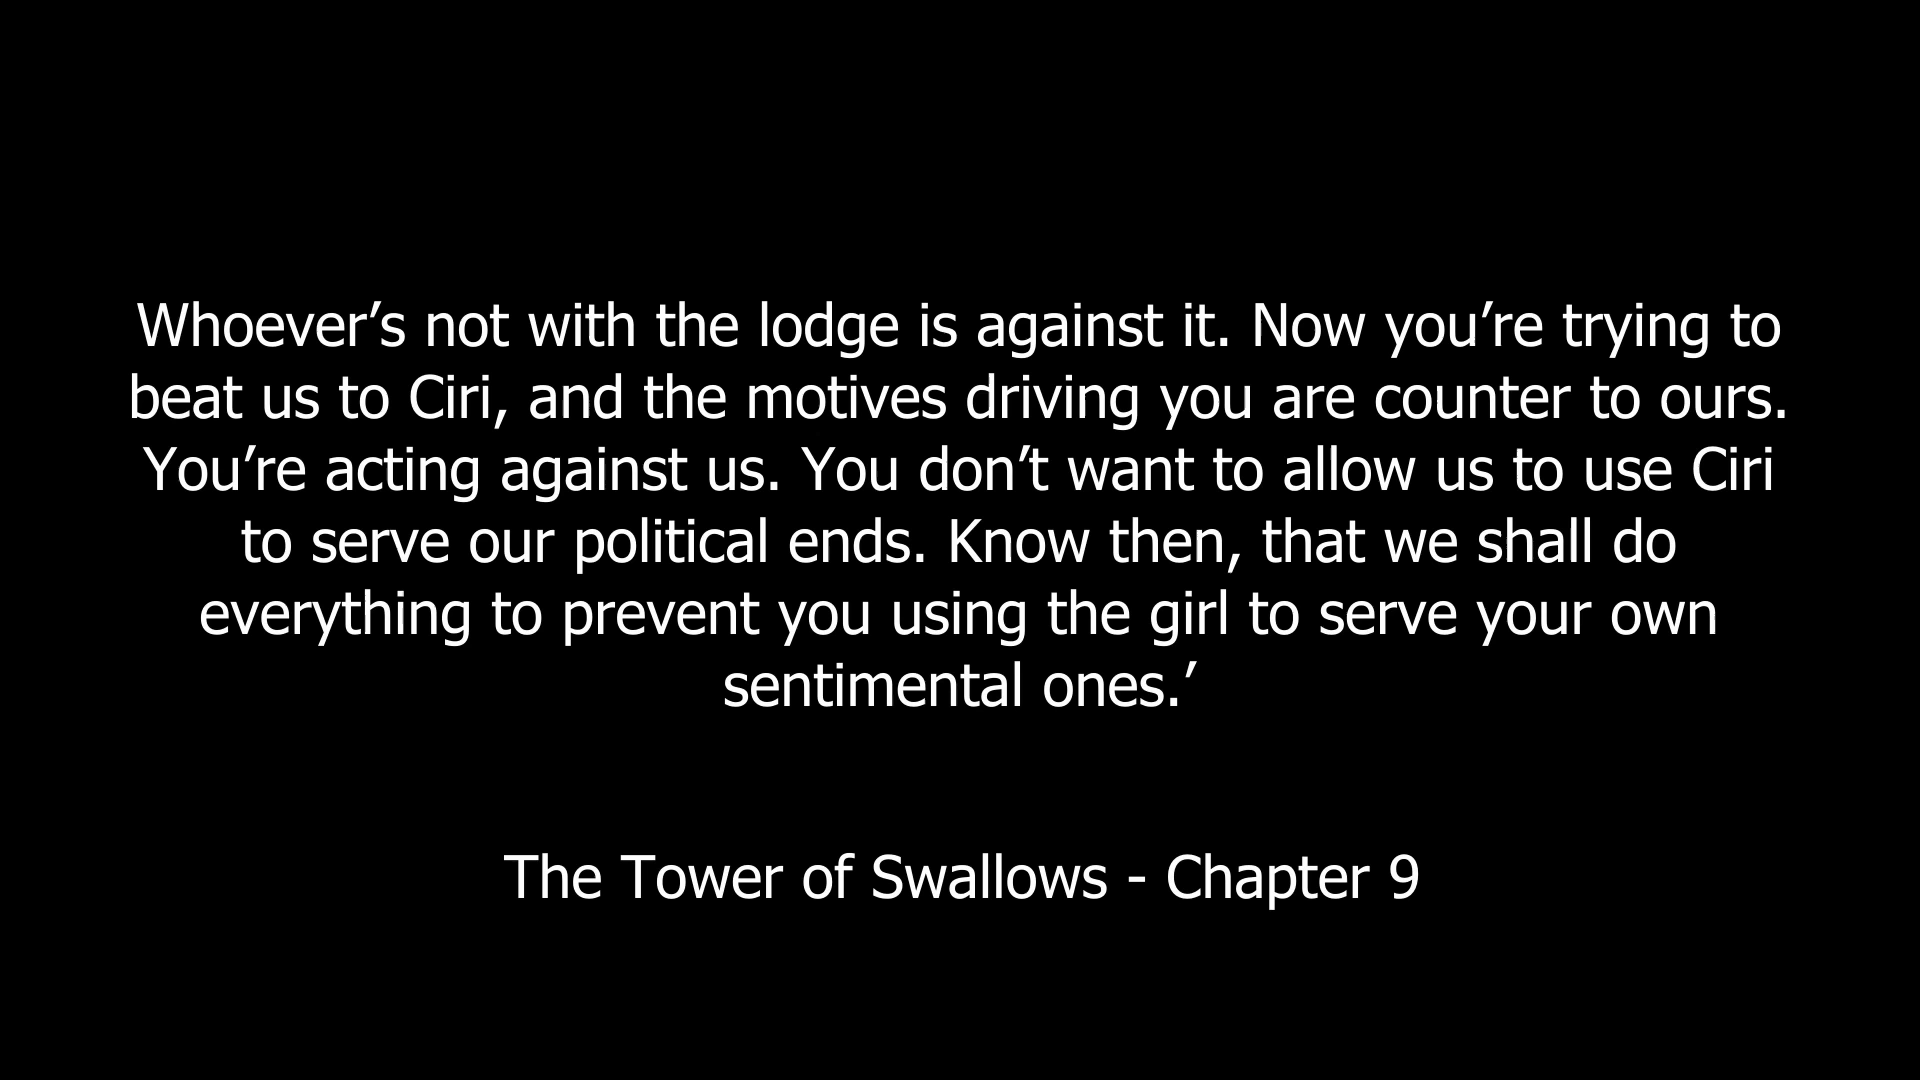 Whoever’s not with the lodge is against it. Now you’re trying to
beat us to Ciri, and the motives driving you are counter to ours.
You’re acting against us. You don’t want to allow us to use Ciri
to serve our political ends. Know then, that we shall do
everything to prevent you using the girl to serve your own
sentimental ones.’
The Tower of Swallows - Chapter 9